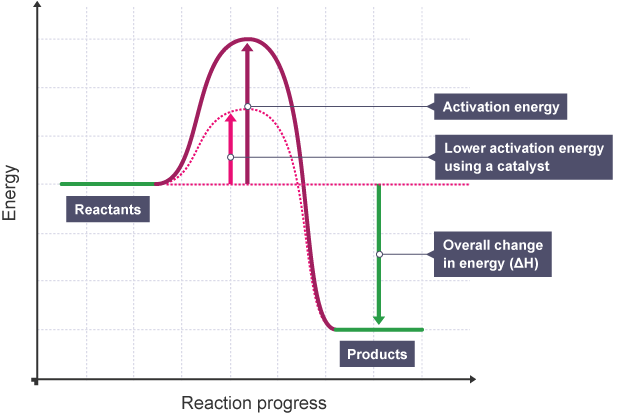 Energy
Activation energy
Lower activation energy
using a catalyst
Reactants
Overall change
in energy (ΔH)
Products
Reaction progress